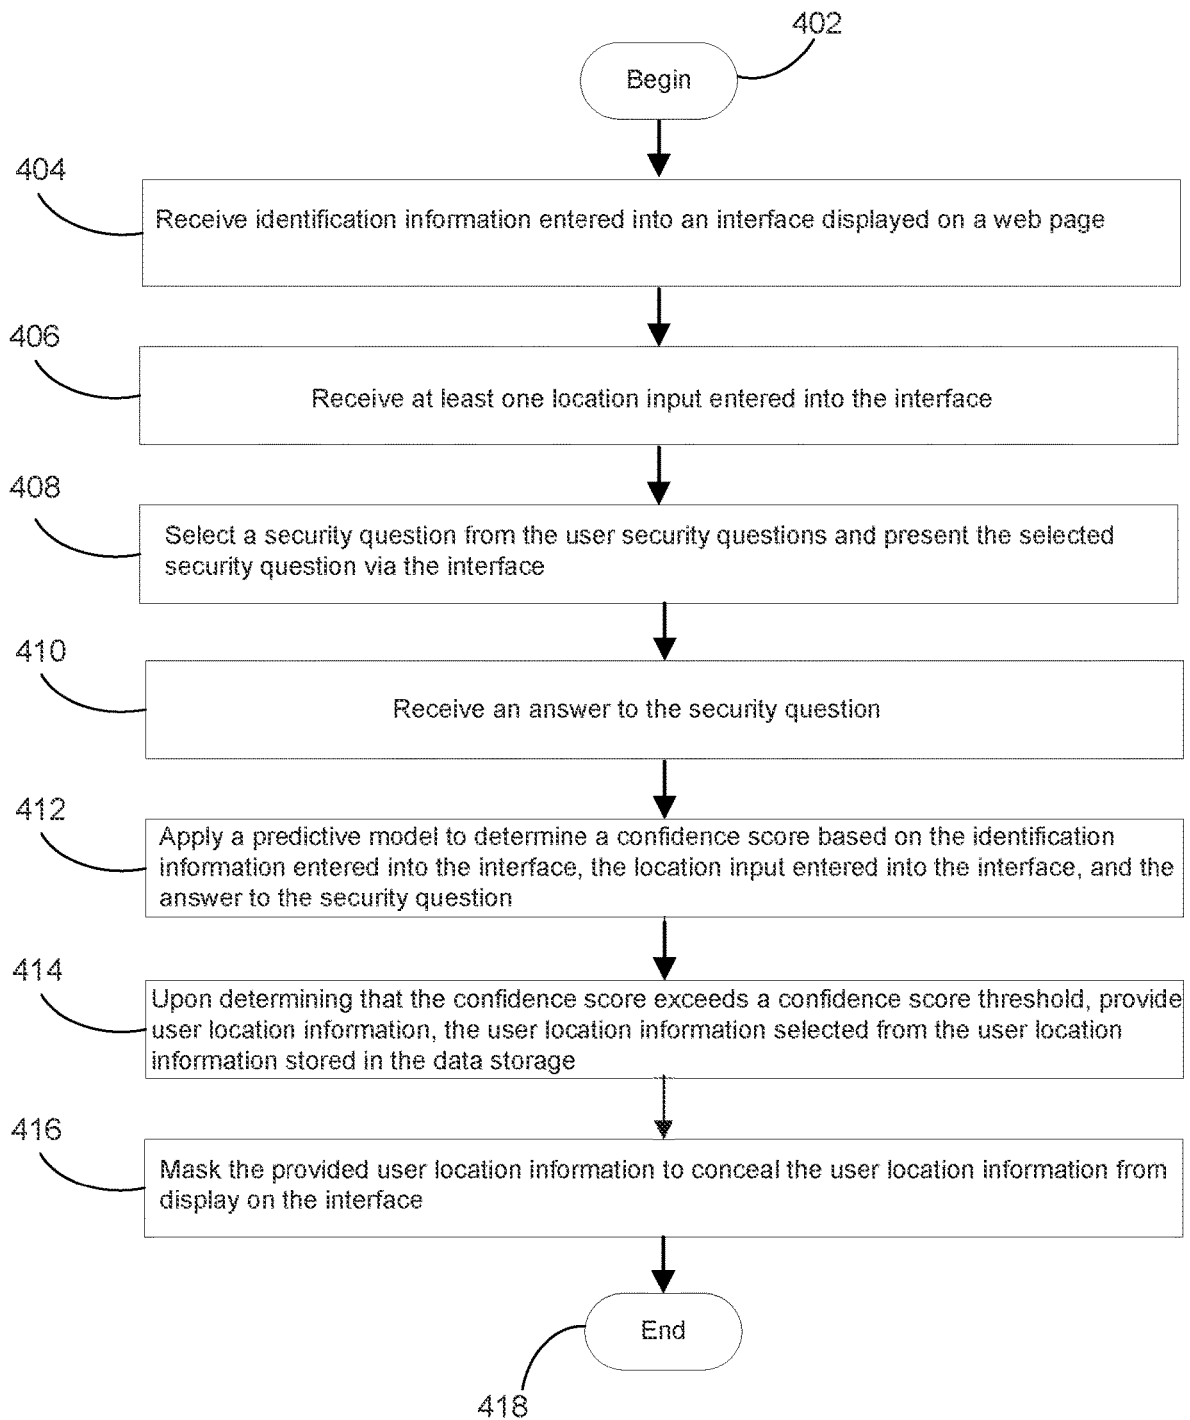 402
Begin
404
Receive identification information entered into an interface displayed on a web page
406
Receive at least one location input entered into the interface
408
Select a security question from the user security questions and present the selected
security question via the interface
410
Receive an answer to the security question
412
Apply a predictive model to determine a confidence score based on the identification
information entered into the interface, the location input entered into the interface, and the
answer to the security question
414
Upon determining that the confidence score exceeds a confidence score threshold, provide
user location information, the user location information selected from the user location
information stored in the data storage
416
Mask the provided user location information to conceal the user location information from
display on the interface
End
418